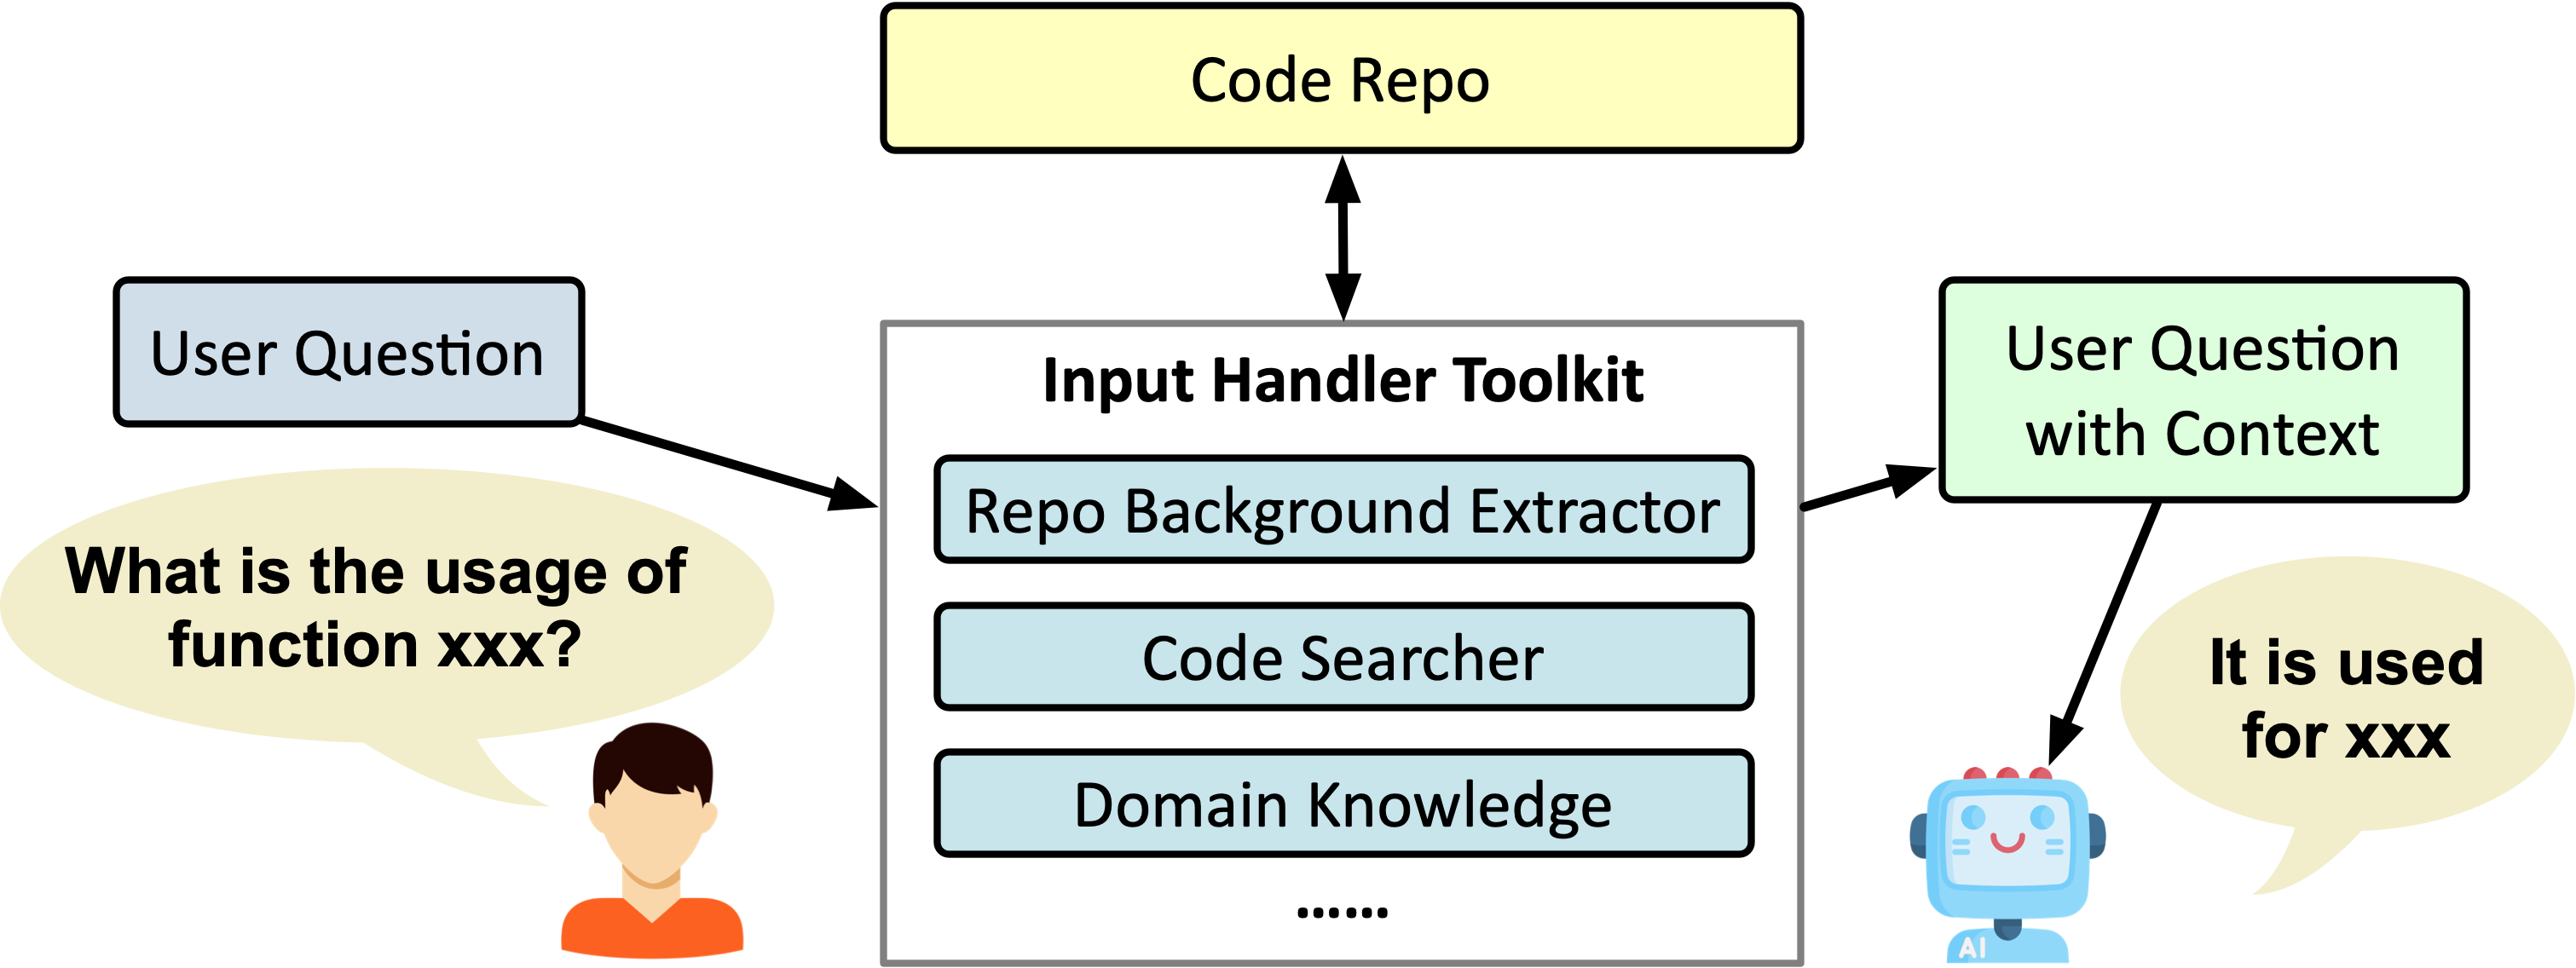 Code Repo
User Question
What is the usage of
function xxx?
Input Handler Toolkit
Repo Background Extractor
Code Searcher
Domain Knowledge
......
User Question
with Context
It is used
for xxx
AI